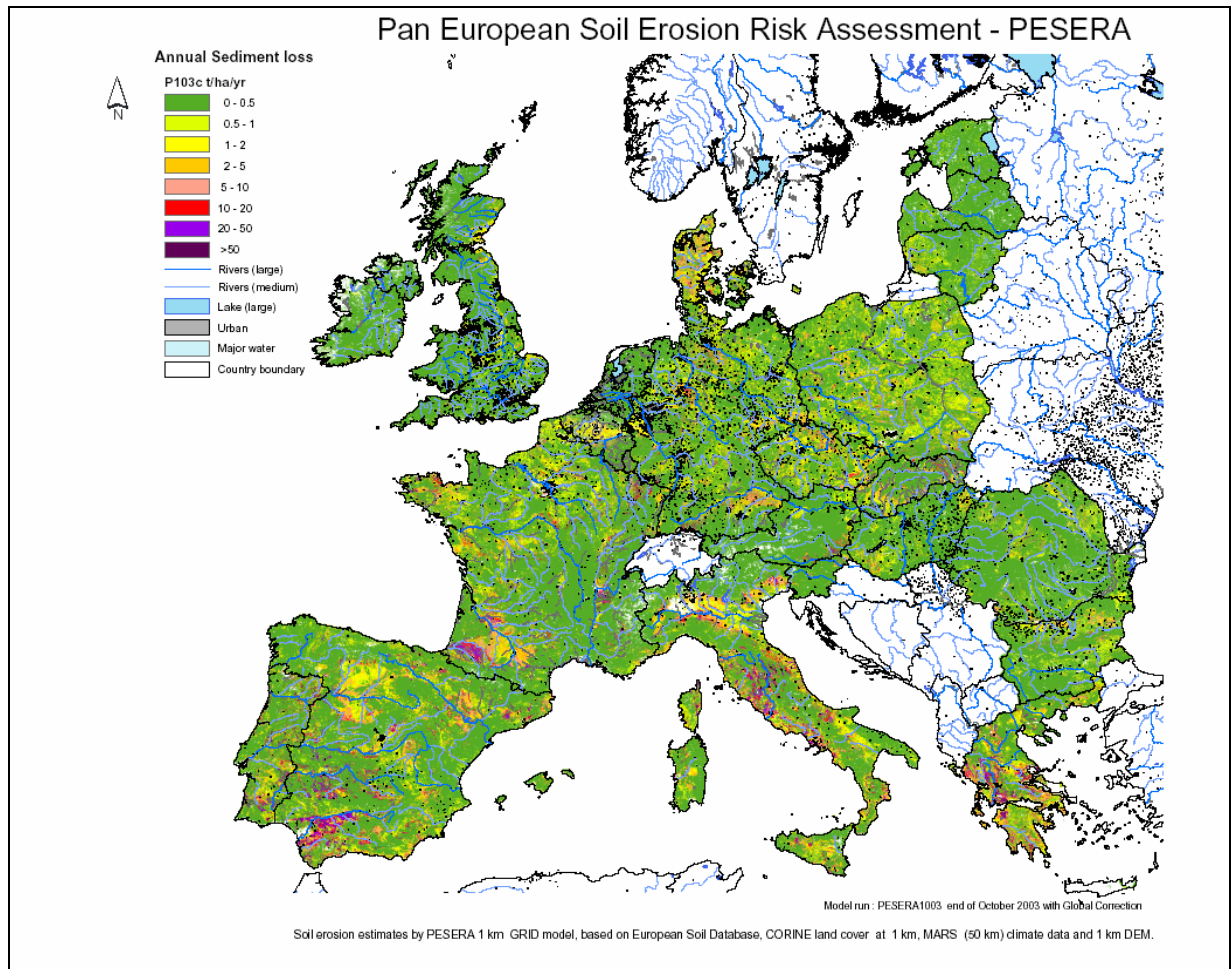 Pan European Soil Erosion Risk Assessment - PESERA
Annual Sediment loss
P103c t/ha/yr
N
0 - 0.5
0.5 - 1
1 - 2
2 - 5
5 - 10
10 - 20
20 - 50
>50
Rivers (large)
Rivers (medium)
Lake (large)
Urban
Major water
Country boundary
Model run : PESERA1003 end of October 2003 with Global Correction
Soil erosion estimates by PESERA 1 km GRID model, based on European Soil Database, CORINE land cover at 1 km, MARS (50 km) climate data and 1 km DEM.